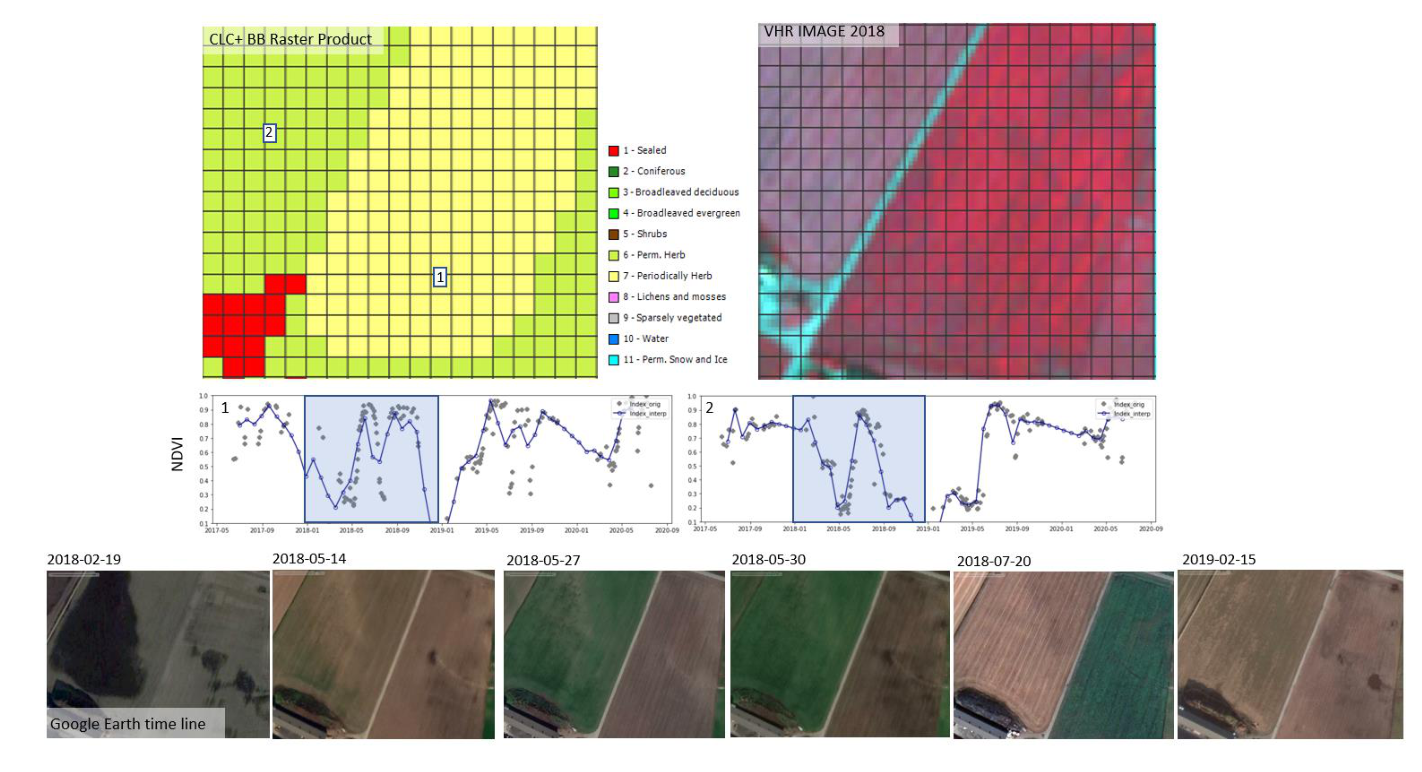 CLC+ BB Raster Product
VHR IMAGE 2018
2
1
1 - Sealed
2 - Coniferous
3 - Broadleaved deciduous
4 - Broadleaved evergreen
5 - Shrubs
6 - Perm. Herb
7 - Periodically Herb
8 - Lichens and mosses
9 - Sparsely vegetated
10 - Water
11 - Perm. Snow and Ice
NDVI
1
Index_orig
Index_interp
1.0
0.9
0.8
0.7
0.6
0.5
0.4
0.3
0.2
0.1
2017-05 2017-09 2018-01 2018-05 2018-09 2019-01 2019-05 2019-09 2020-01 2020-05 2020-09
2
Index_orig
Index_interp
1.0
0.9
0.8
0.7
0.6
0.5
0.4
0.3
0.2
0.1
2017-05 2017-09 2018-01 2018-05 2018-09 2019-01 2019-05 2019-09 2020-01 2020-05 2020-09
2018-02-19 2018-05-14 2018-05-27 2018-05-30 2018-07-20 2019-02-15
Google Earth time line